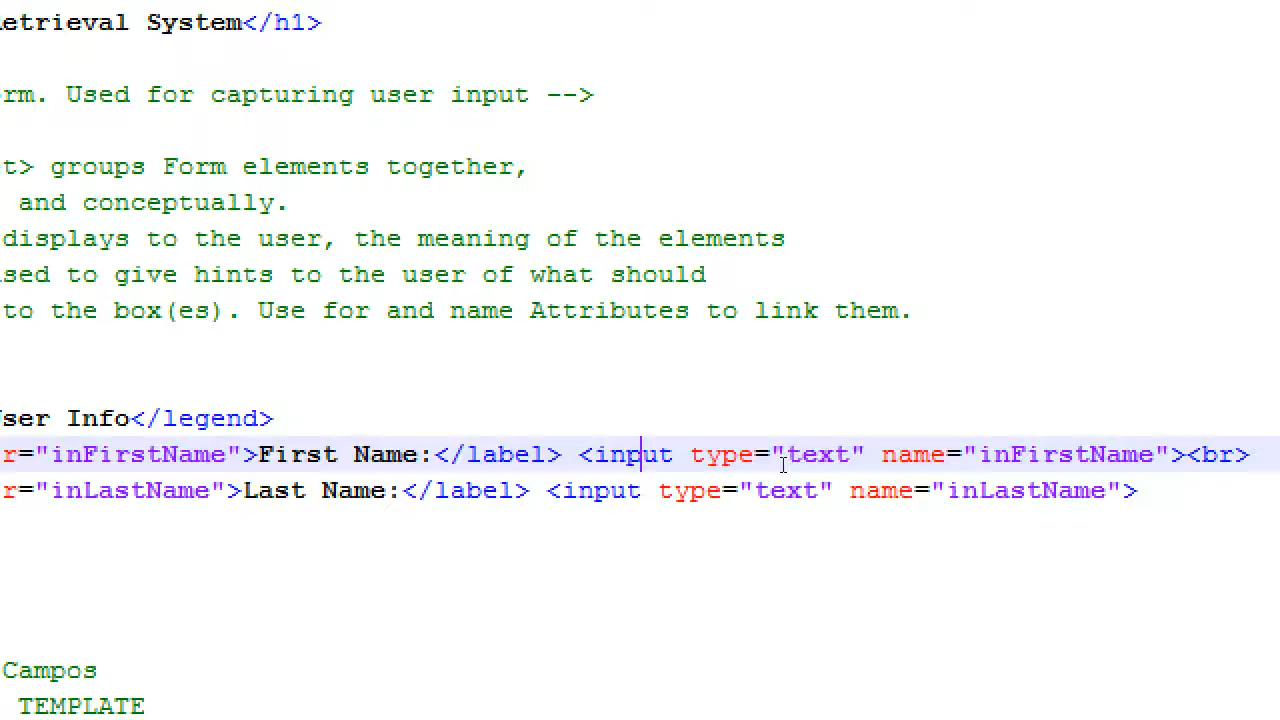 etrieval System</h1>
rm. Used for capturing user input -->
t> groups Form elements together,
and conceptually.
displays to the user, the meaning of the elements
sed to give hints to the user of what should
to the box(es). Use for and name Attributes to link them.
ser Info</legend>
r="inFirstName">First Name:</label> <input type="text" name="inFirstName"><br>
r="inLastName">Last Name:</label> <input type="text" name="inLastName">
Campos
TEMPLATE